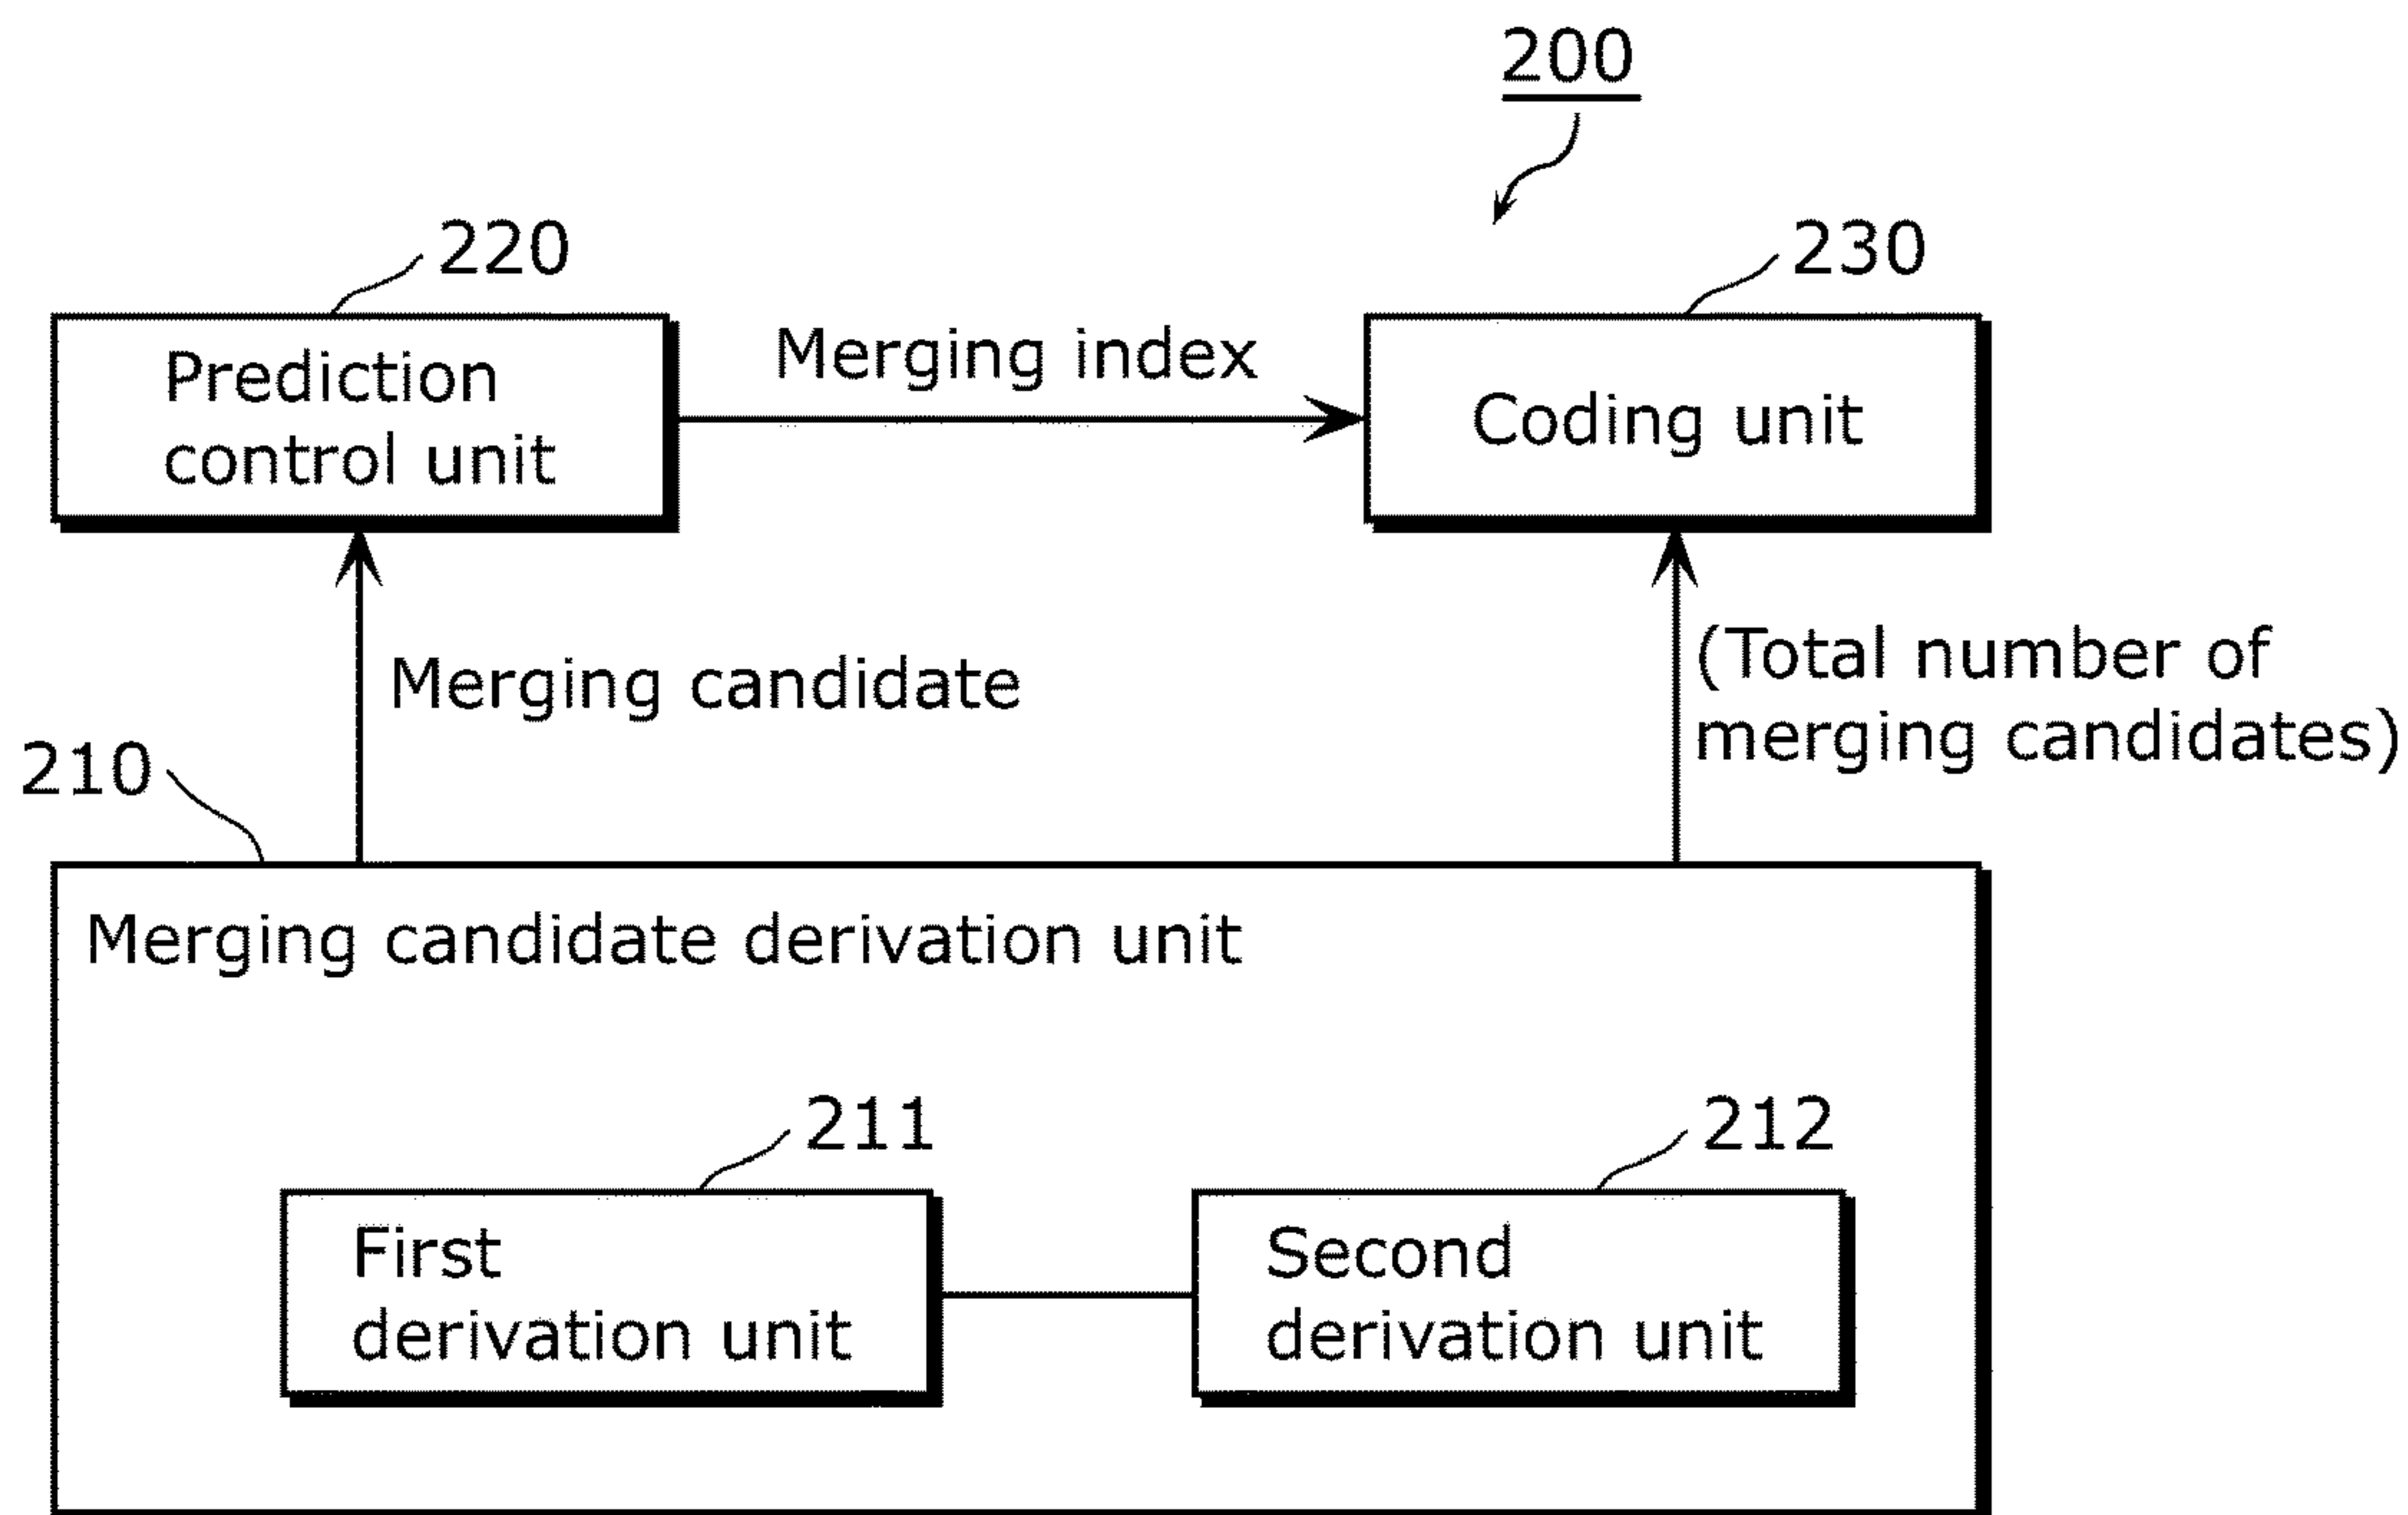 200
220
230
Prediction
control unit
Merging index
Coding unit
Merging candidate
(Total number of
merging candidates)
210
Merging candidate derivation unit
211
212
First
derivation unit
Second
derivation unit